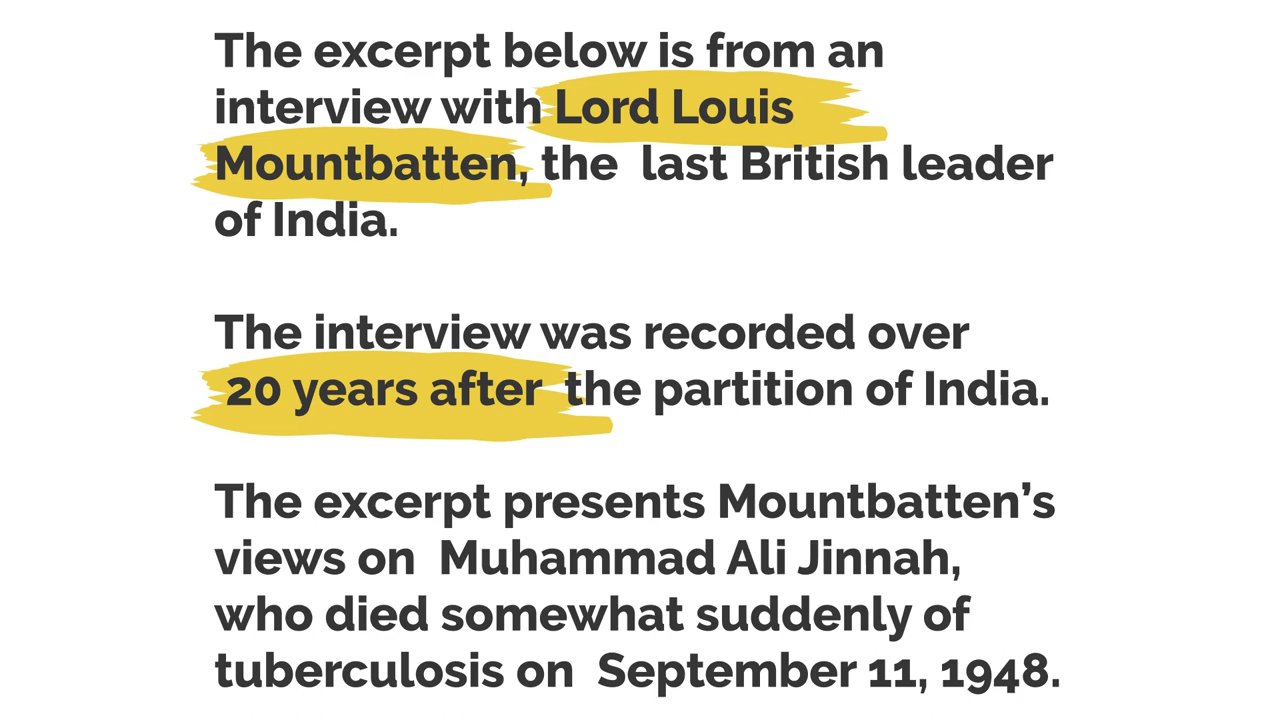 The excerpt below is from an
interview with Lord Louis
Mountbatten, the last British leader
of India.
The interview was recorded over
20 years after the partition of India.
The excerpt presents Mountbatten’s
views on Muhammad Ali Jinnah,
who died somewhat suddenly of
tuberculosis on September 11, 1948.